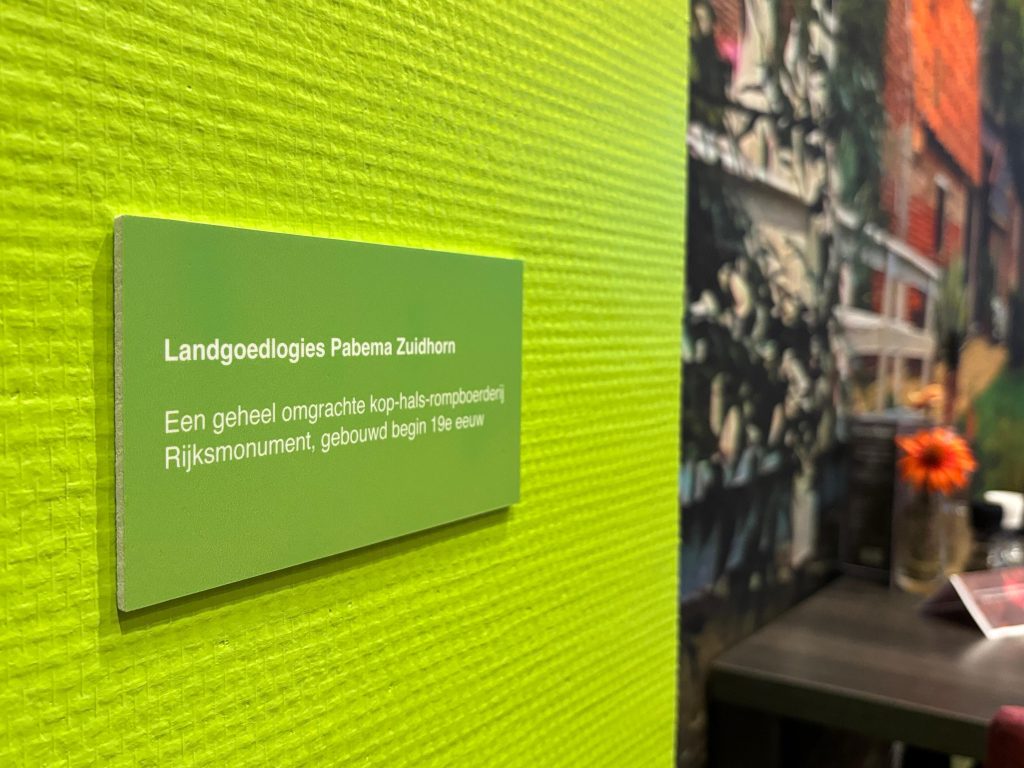 Landgoedlogies Pabema Zuidhorn
Een geheel omgrachte kop-hals-rompboerderij
Rijksmonument, gebouwd begin 19e eeuw